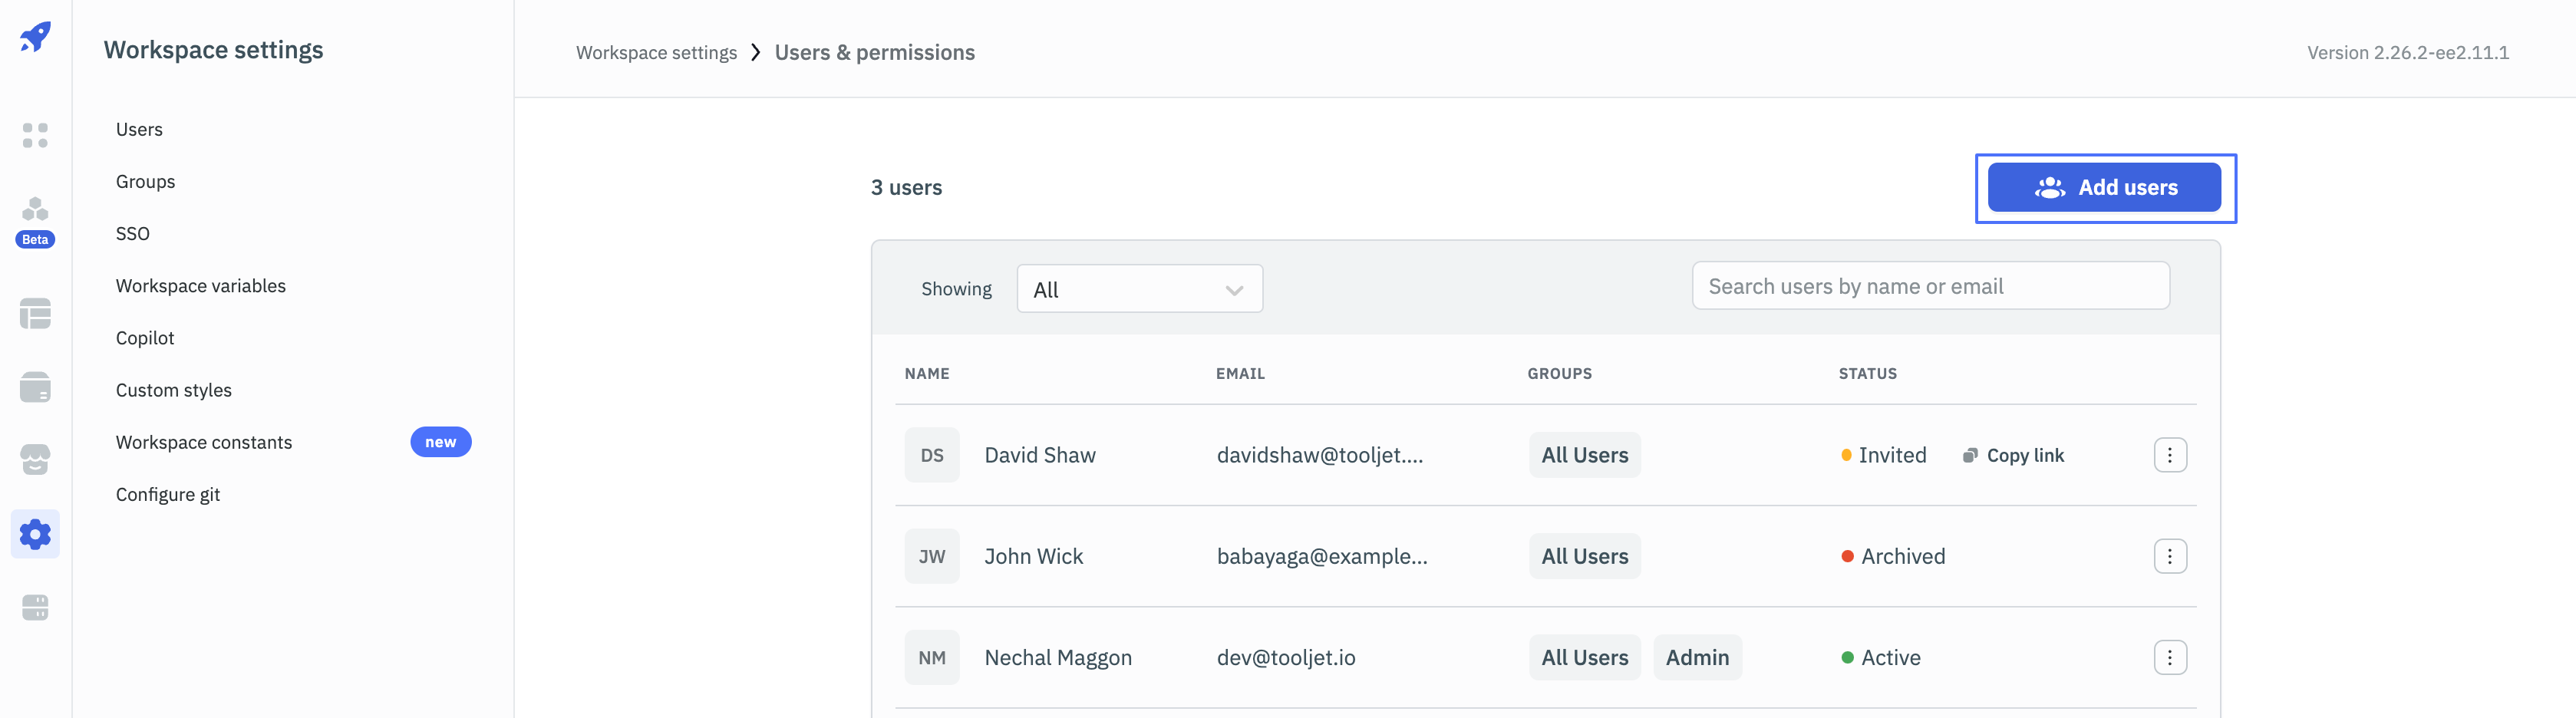 Workspace settings
Users
Groups
SSO
Workspace variables
Copilot
Custom styles
Workspace constants new
Configure git
Beta
Workspace settings > Users & permissions
Version 2.26.2-ee2.11.1
3 users
Add users
Showing All
Search users by name or email
NAME EMAIL GROUPS STATUS
DS David Shaw davidshaw@tooljet.... All Users Invited Copy link
JW John Wick babayaga@example... All Users Archived
NM Nechal Maggon dev@tooljet.io All Users Admin Active